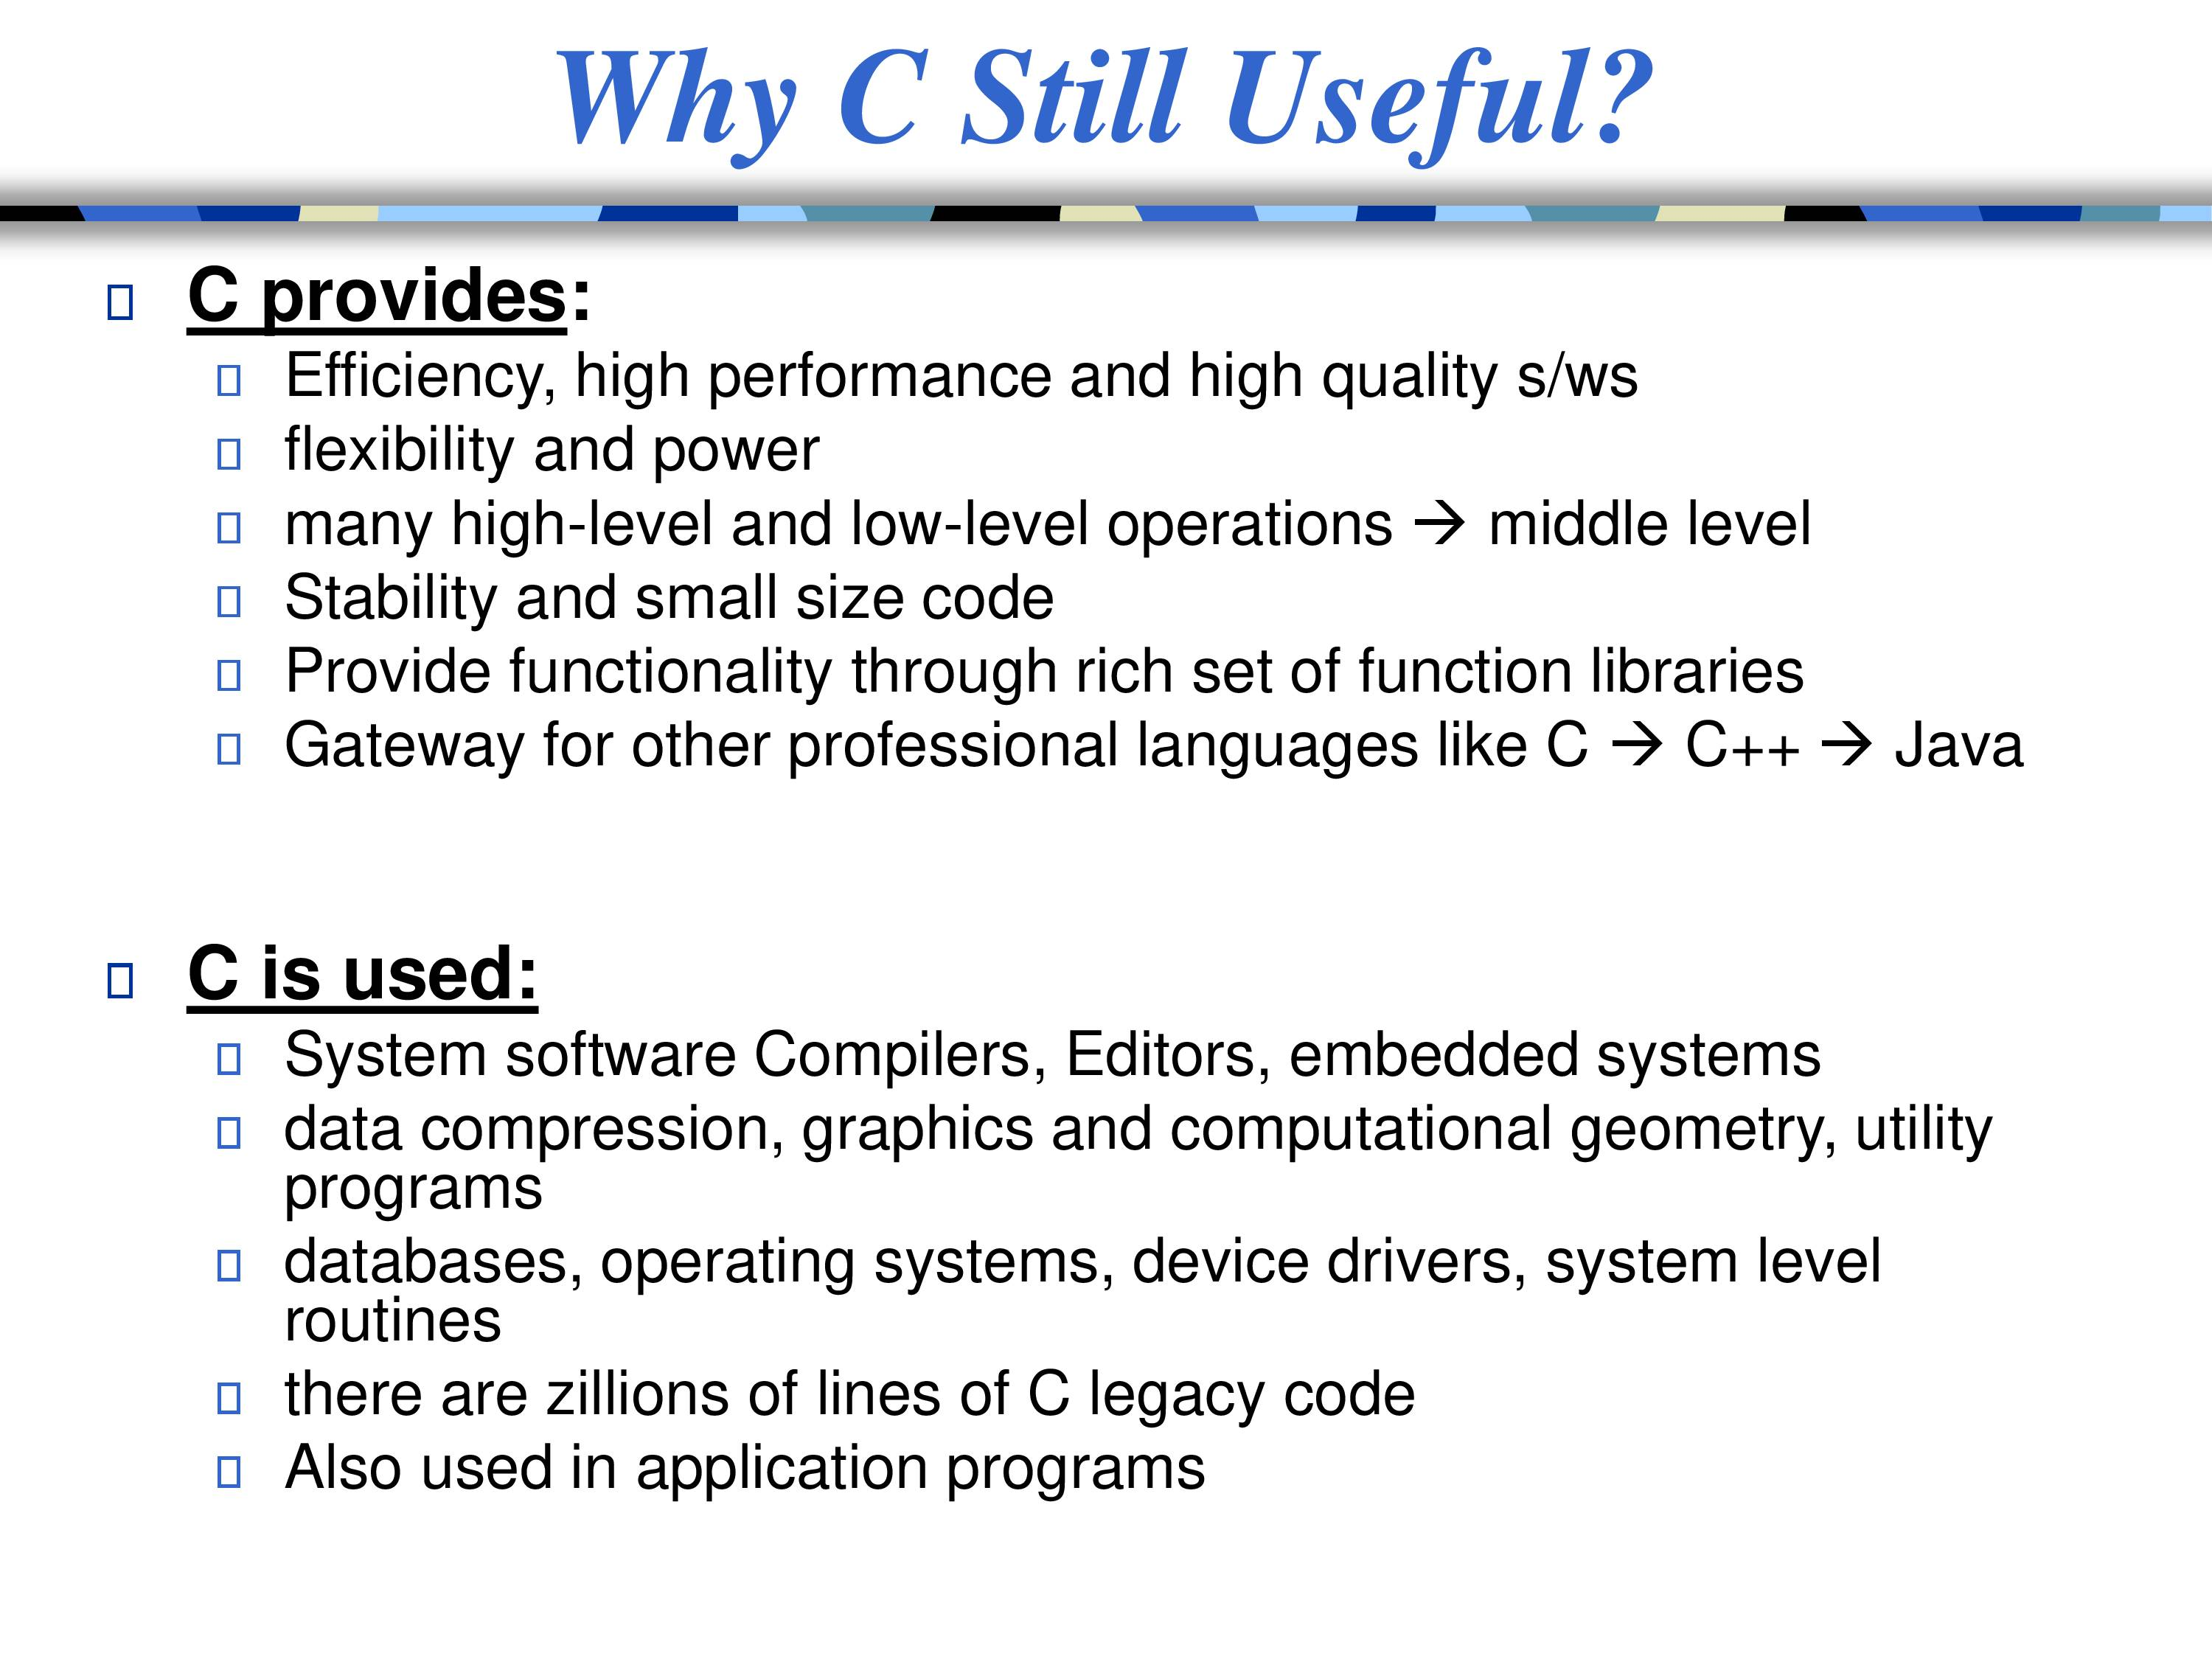 Why C Still Useful?
C provides:
Efficiency, high performance and high quality s/ws
flexibility and power
many high-level and low-level operations → middle level
Stability and small size code
Provide functionality through rich set of function libraries
Gateway for other professional languages like C → C++ → Java
C is used:
System software Compilers, Editors, embedded systems
data compression, graphics and computational geometry, utility
programs
databases, operating systems, device drivers, system level
routines
there are zillions of lines of C legacy code
Also used in application programs